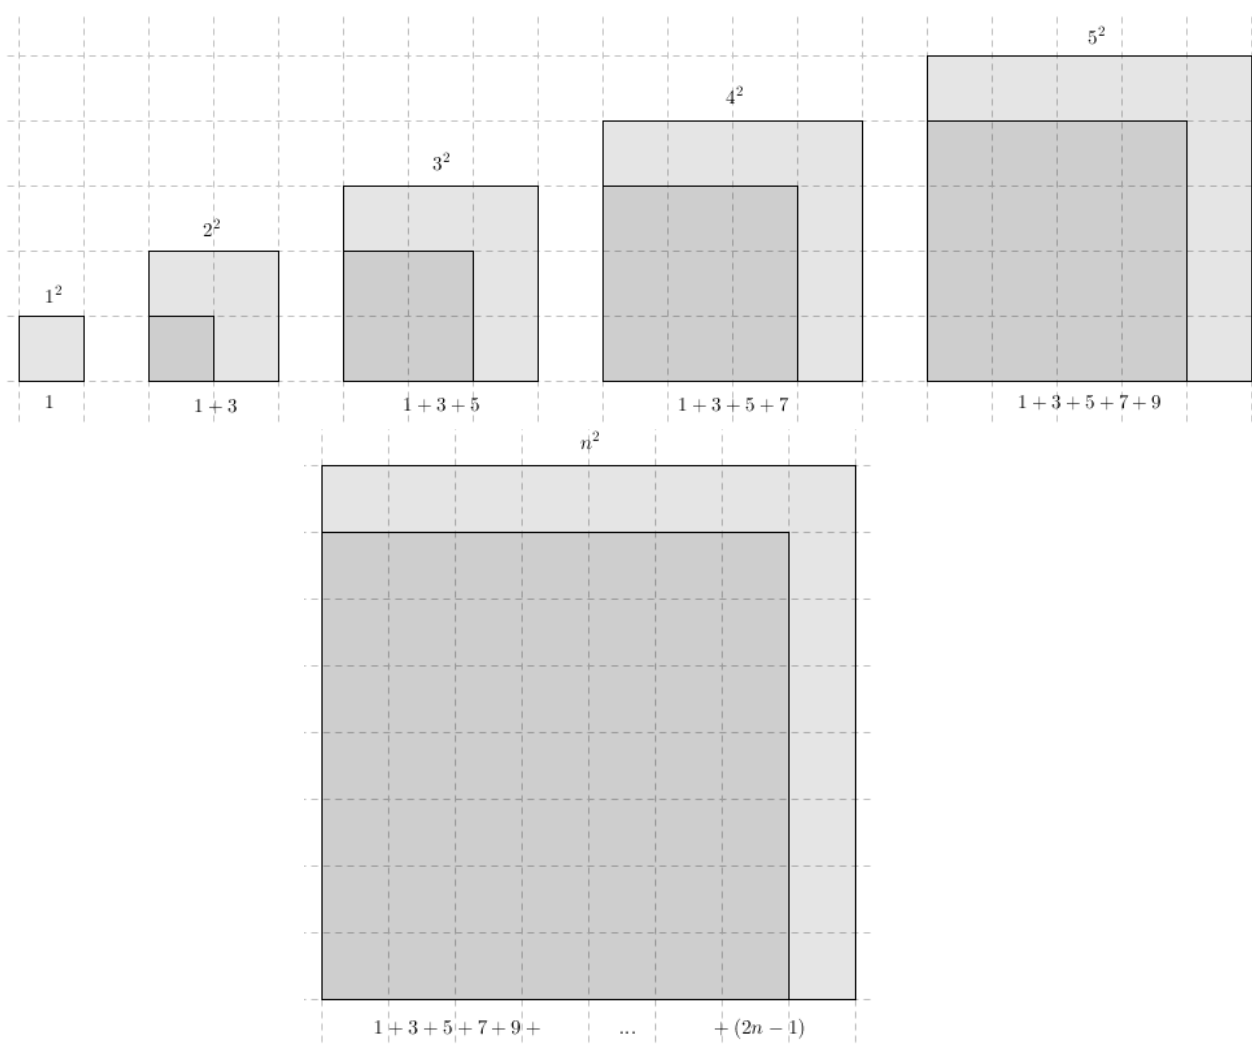 1²
1
2²
1 + 3
3²
1 + 3 + 5
4²
1 + 3 + 5 + 7
5²
1 + 3 + 5 + 7 + 9
n²
1 + 3 + 5 + 7 + 9 + ... + (2n − 1)